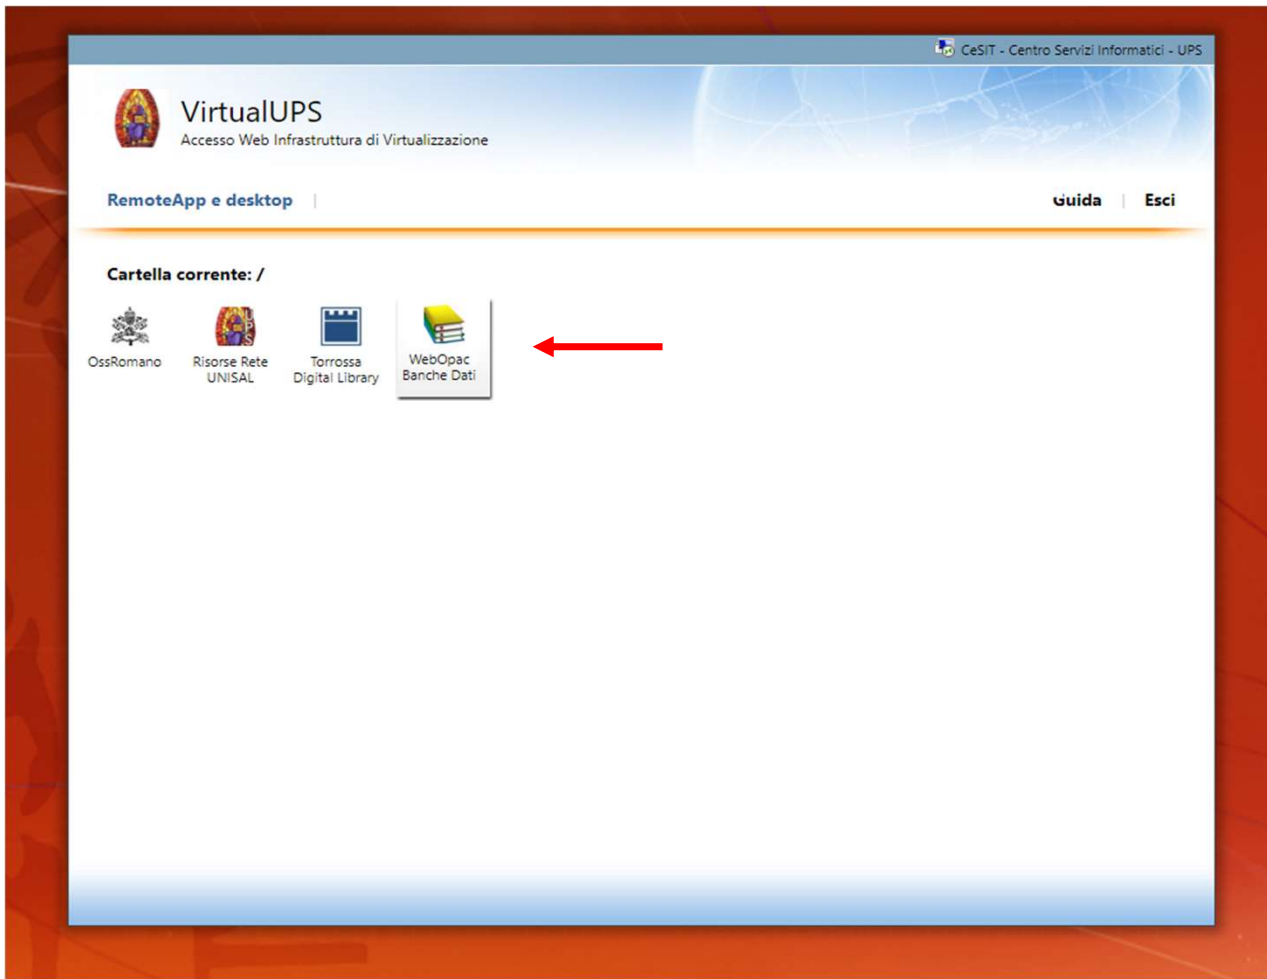 CeSIT - Centro Servizi Informatici - UPS
VirtualUPS
Accesso Web Infrastruttura di Virtualizzazione
RemoteApp e desktop
Guida | Esci
Cartella corrente: /
OssRomano
Risorse Rete
UNISAL
Torrossa
Digital Library
WebOpac
Banche Dati